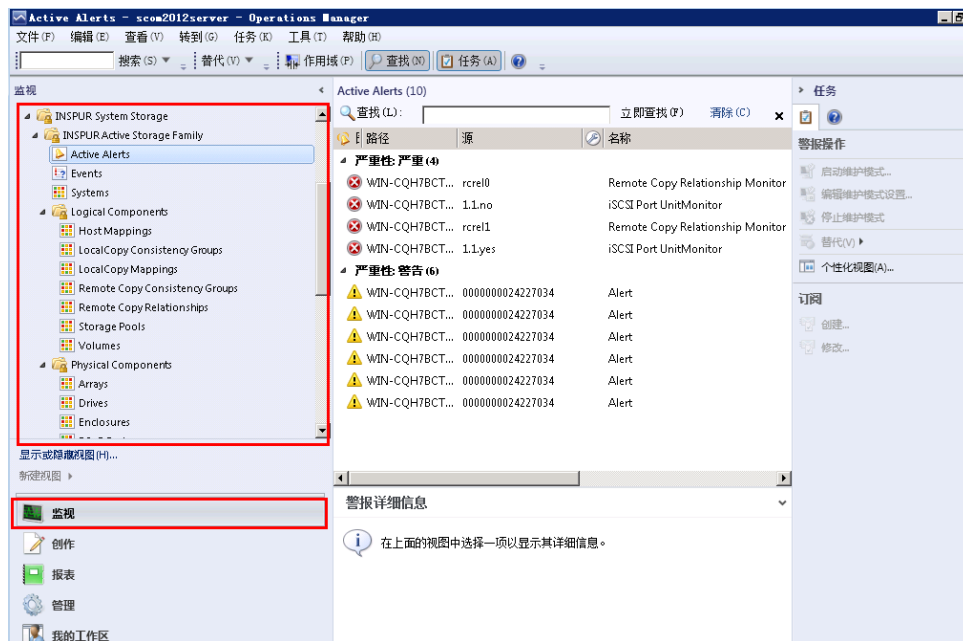 Active Alerts - scom2012server - Operations Manager
文件(F) 编辑(E) 查看(V) 转到(G) 任务(K) 工具(T) 帮助(H)
搜索(S) 替代(V) 作用域(P) 查找(N) 任务(A)
监视
INSPUR System Storage
INSPUR Active Storage Family
Active Alerts
Events
Systems
Logical Components
Host Mappings
LocalCopy Consistency Groups
LocalCopy Mappings
Remote Copy Consistency Groups
Remote Copy Relationships
Storage Pools
Volumes
Physical Components
Arrays
Drives
Enclosures
显示或隐藏视图(H)...
新建视图
监视
创作
报表
管理
我的工作区
Active Alerts (10)
查找(L): 立即查找(F) 清除(C)
路径 源 名称
严重性: 严重 (4)
WIN-CQH7BCT... rcrel0 Remote Copy Relationship Monitor
WIN-CQH7BCT... 1.1.no iSCSI Port UnitMonitor
WIN-CQH7BCT... rcrel1 Remote Copy Relationship Monitor
WIN-CQH7BCT... 1.1.yes iSCSI Port UnitMonitor
严重性: 警告 (6)
WIN-CQH7BCT... 0000000024227034 Alert
WIN-CQH7BCT... 0000000024227034 Alert
WIN-CQH7BCT... 0000000024227034 Alert
WIN-CQH7BCT... 0000000024227034 Alert
WIN-CQH7BCT... 0000000024227034 Alert
WIN-CQH7BCT... 0000000024227034 Alert
警报详细信息
在上面的视图中选择一项以显示其详细信息。
任务
警报操作
启动维护模式...
编辑维护模式设置...
停止维护模式
替代(V)
个性化视图(A)...
订阅
创建...
修改...